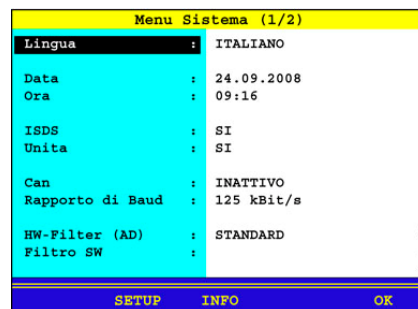 Menu Sistema (1/2)
Lingua : ITALIANO
Data : 24.09.2008
Ora : 09:16
ISDS : SI
Unita : SI
Can : INATTIVO
Rapporto di Baud : 125 kBit/s
HW-Filter (AD) : STANDARD
Filtro SW :
SETUP INFO OK